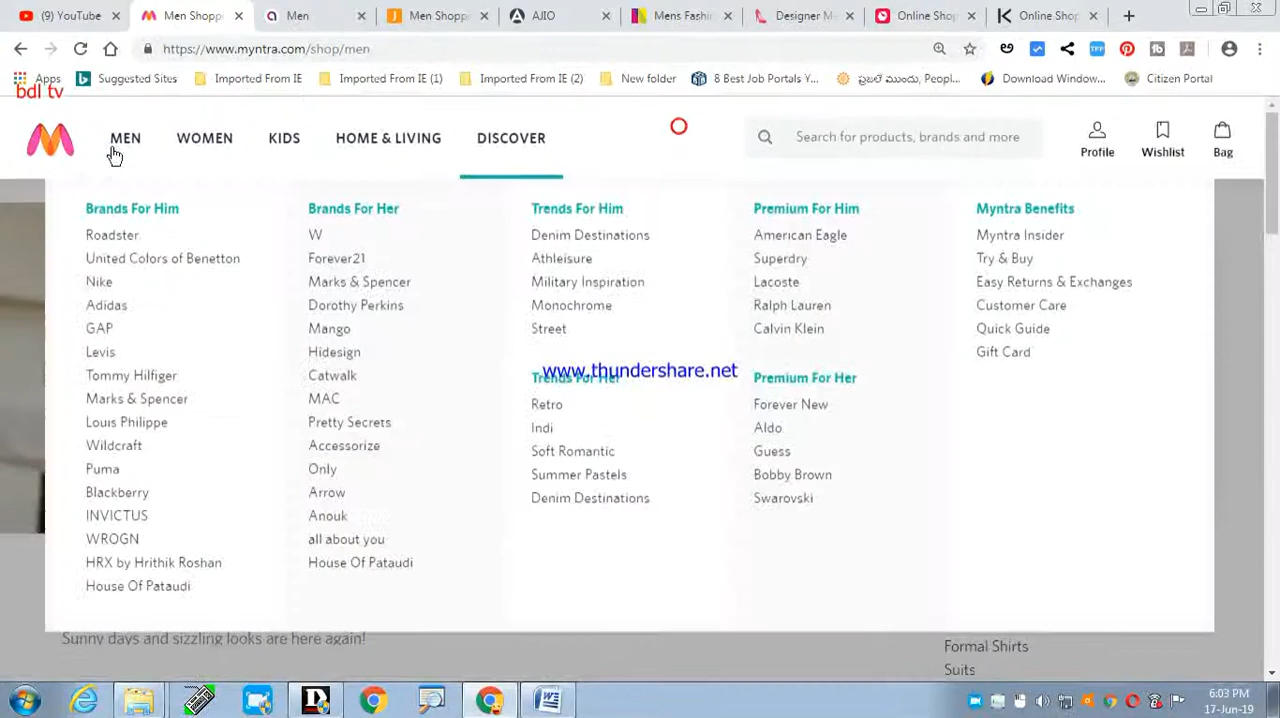 (1) YouTube
Men Shopp
Men
Men Shopp
AJIO
Mens Fashi
Designer M
Online Shop
Online Shop
https://www.myntra.com/shop/men
Apps
Suggested Sites
Imported From IE
Imported From IE (1)
Imported From IE (2)
New folder
8 Best Job Portals Y...
ప్రజల ముందు, Peopl...
Download Window...
Citizen Portal
bdl tv
MEN
WOMEN
KIDS
HOME & LIVING
DISCOVER
Search for products, brands and more
Profile
Wishlist
Bag
Brands For Him
Roadster
United Colors of Benetton
Nike
Adidas
GAP
Levis
Tommy Hilfiger
Marks & Spencer
Louis Philippe
Wildcraft
Puma
Blackberry
INVICTUS
WROGN
HRX by Hrithik Roshan
House Of Pataudi
Brands For Her
W
Forever21
Marks & Spencer
Dorothy Perkins
Mango
Hidesign
Catwalk
MAC
Pretty Secrets
Accessorize
Only
Arrow
Anouk
all about you
House Of Pataudi
Trends For Him
Denim Destinations
Athleisure
Military Inspiration
Monochrome
Street
www.thundershare.net
Trends For Her
Retro
Indi
Soft Romantic
Summer Pastels
Denim Destinations
Premium For Him
American Eagle
Superdry
Lacoste
Ralph Lauren
Calvin Klein
Premium For Her
Forever New
Aldo
Guess
Bobby Brown
Swarovski
Myntra Benefits
Myntra Insider
Try & Buy
Easy Returns & Exchanges
Customer Care
Quick Guide
Gift Card
Sunny days and sizzling looks are here again!
Formal Shirts
Suits
6:03 PM
17-Jun-19